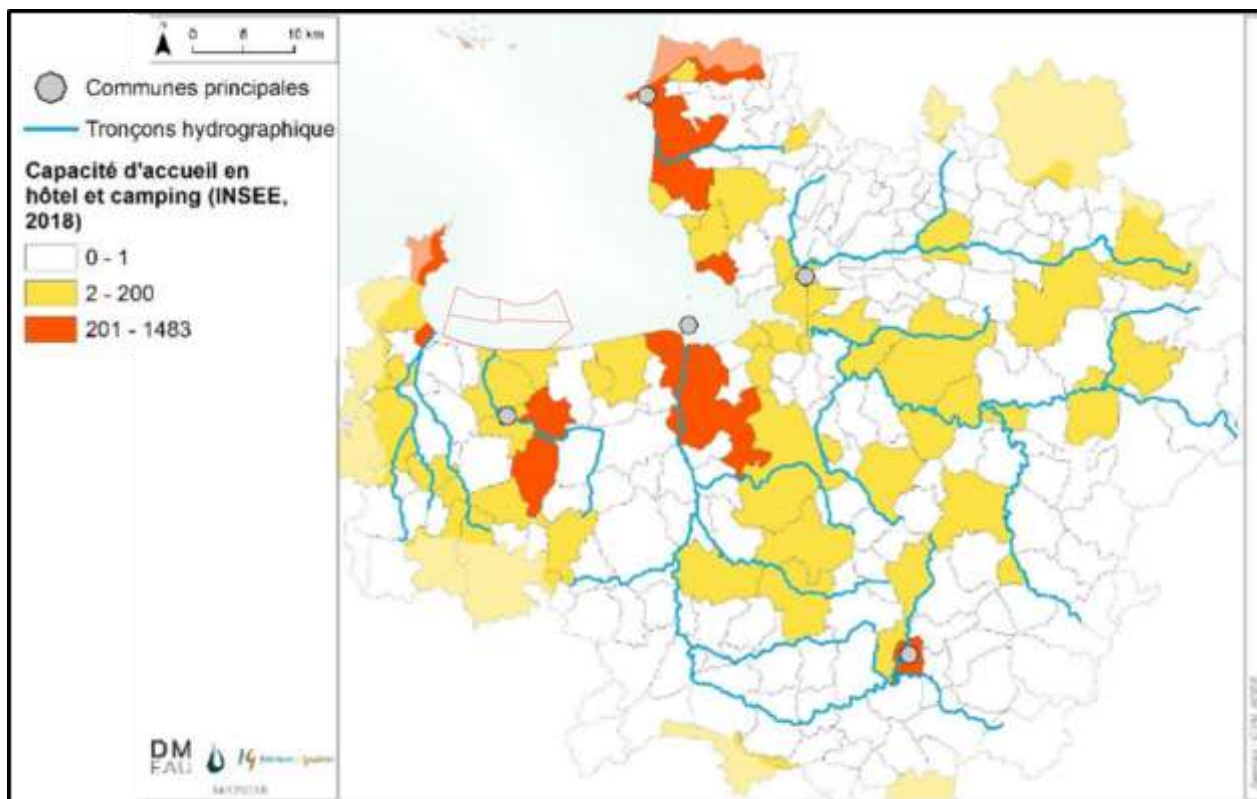 N
0 6 10 km
Communes principales
Tronçons hydrographique
Capacité d'accueil en
hôtel et camping (INSEE,
2018)
0 - 1
2 - 200
201 - 1483
DM
EAU